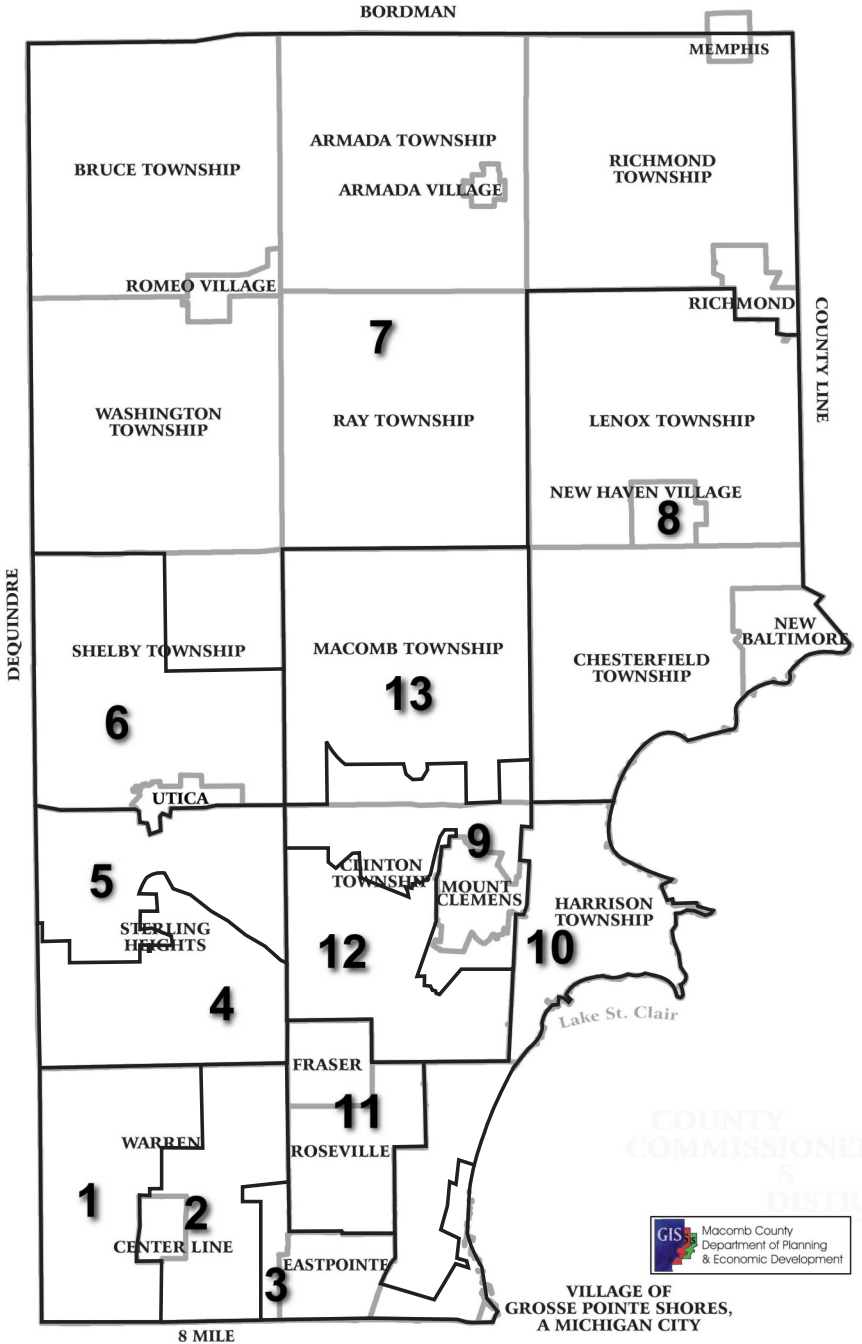 BORDMAN
MEMPHIS
ARMADA TOWNSHIP
BRUCE TOWNSHIP
RICHMOND
TOWNSHIP
ARMADA VILLAGE
ROMEO VILLAGE
RICHMOND
COUNTY LINE
7
WASHINGTON
TOWNSHIP
RAY TOWNSHIP
LENOX TOWNSHIP
NEW HAVEN VILLAGE
8
DEQUINDRE
SHELBY TOWNSHIP
MACOMB TOWNSHIP
NEW
BALTIMORE
CHESTERFIELD
TOWNSHIP
13
6
UTICA
9
CLINTON
TOWNSHIP
5
MOUNT
CLEMENS
HARRISON
TOWNSHIP
STERLING
HEIGHTS
12
10
4
Lake St. Clair
FRASER
11
COUNTY
COMMISSIONE
S
DISTR
WARREN
ROSEVILLE
1
2
CENTER LINE
3
EASTPOINTE
GIS
Macomb County
Department of Planning
& Economic Development
VILLAGE OF
GROSSE POINTE SHORES,
A MICHIGAN CITY
8 MILE